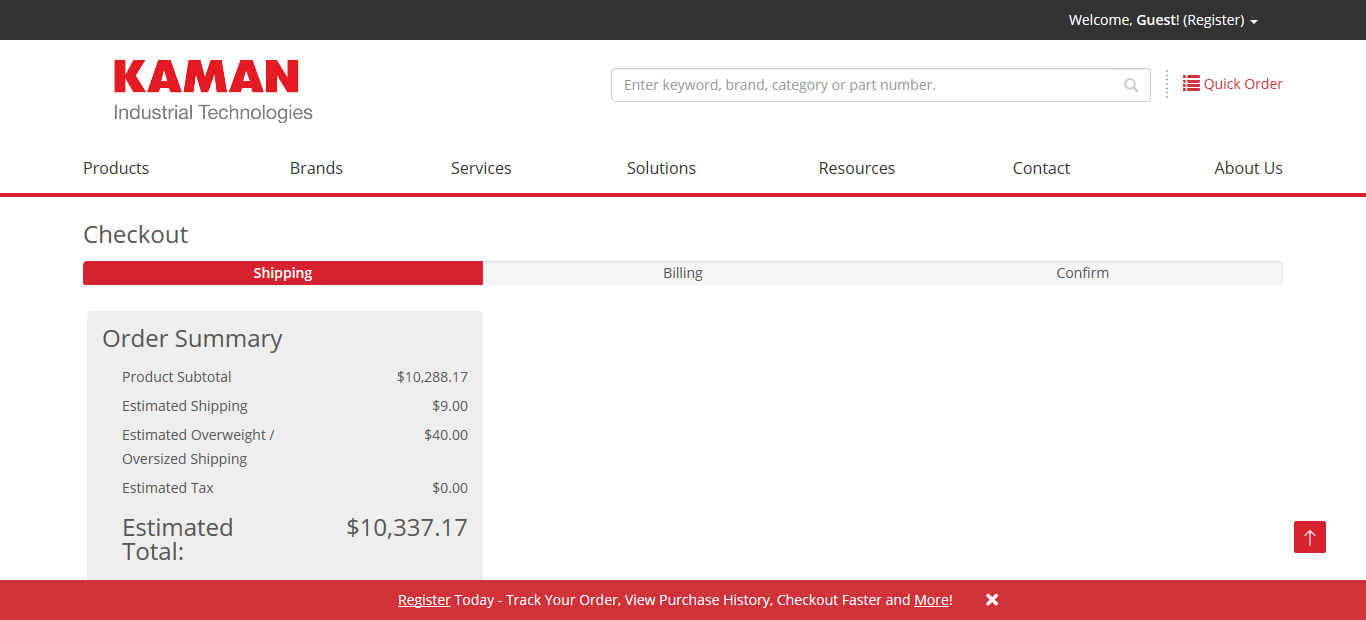 Welcome, Guest! (Register)
KAMAN
Industrial Technologies
Enter keyword, brand, category or part number.
Quick Order
Products Brands Services Solutions Resources Contact About Us
Checkout
Shipping Billing Confirm
Order Summary
Product Subtotal $10,288.17
Estimated Shipping $9.00
Estimated Overweight / $40.00
Oversized Shipping
Estimated Tax $0.00
Estimated $10,337.17
Total:
Register Today - Track Your Order, View Purchase History, Checkout Faster and More!